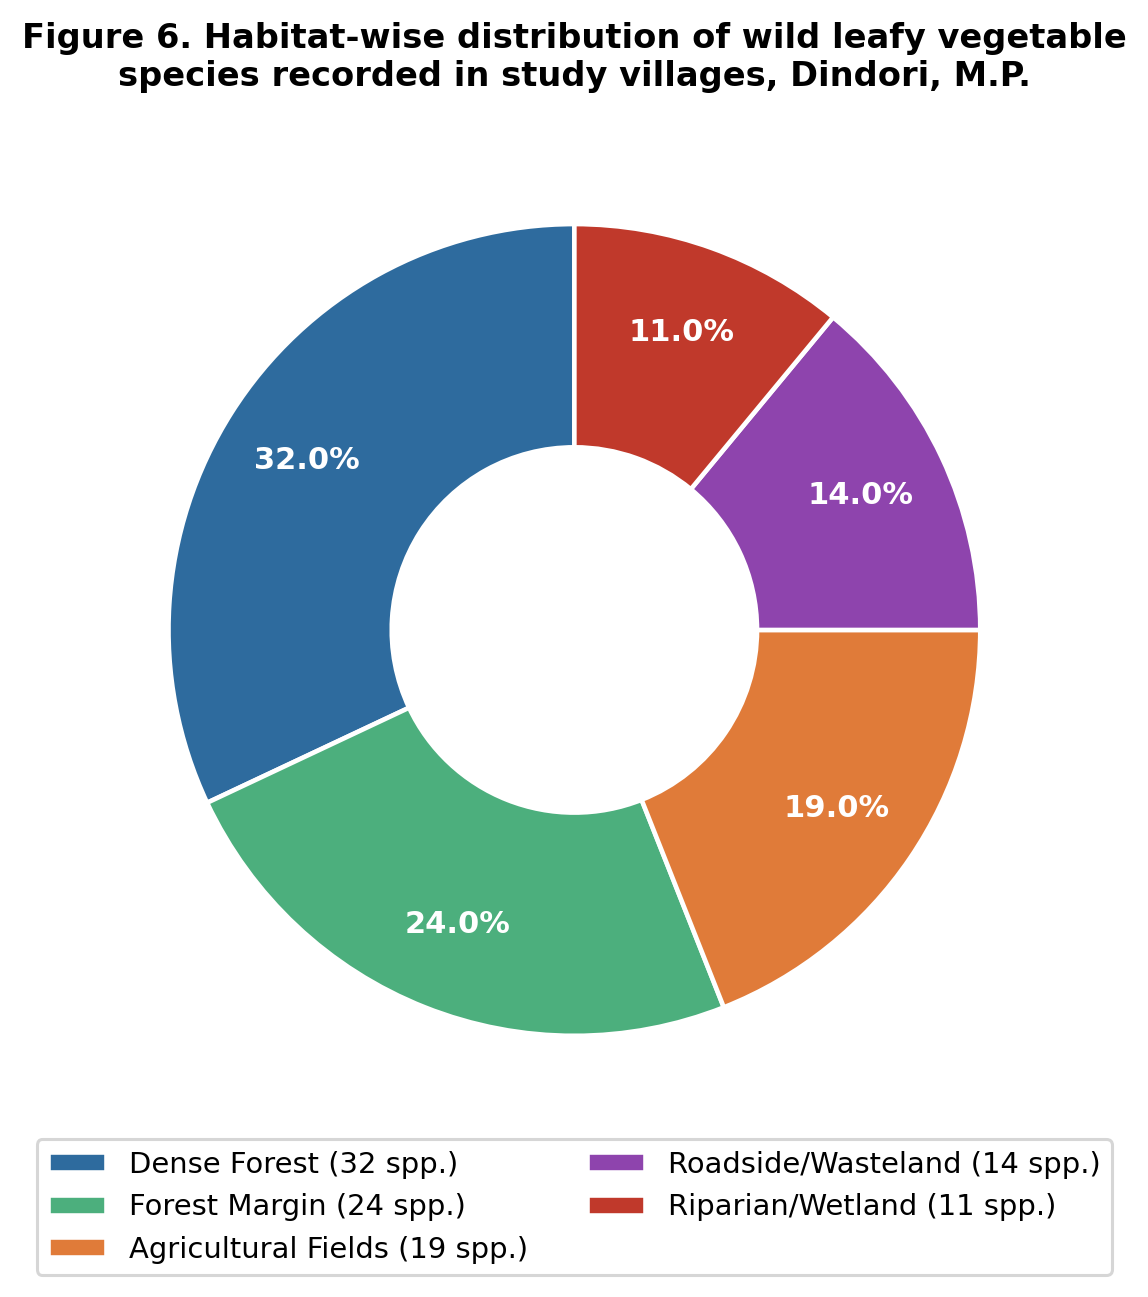 Figure 6. Habitat-wise distribution of wild leafy vegetable
species recorded in study villages, Dindori, M.P.
11.0%
32.0%
14.0%
19.0%
24.0%
Dense Forest (32 spp.)
Forest Margin (24 spp.)
Agricultural Fields (19 spp.)
Roadside/Wasteland (14 spp.)
Riparian/Wetland (11 spp.)